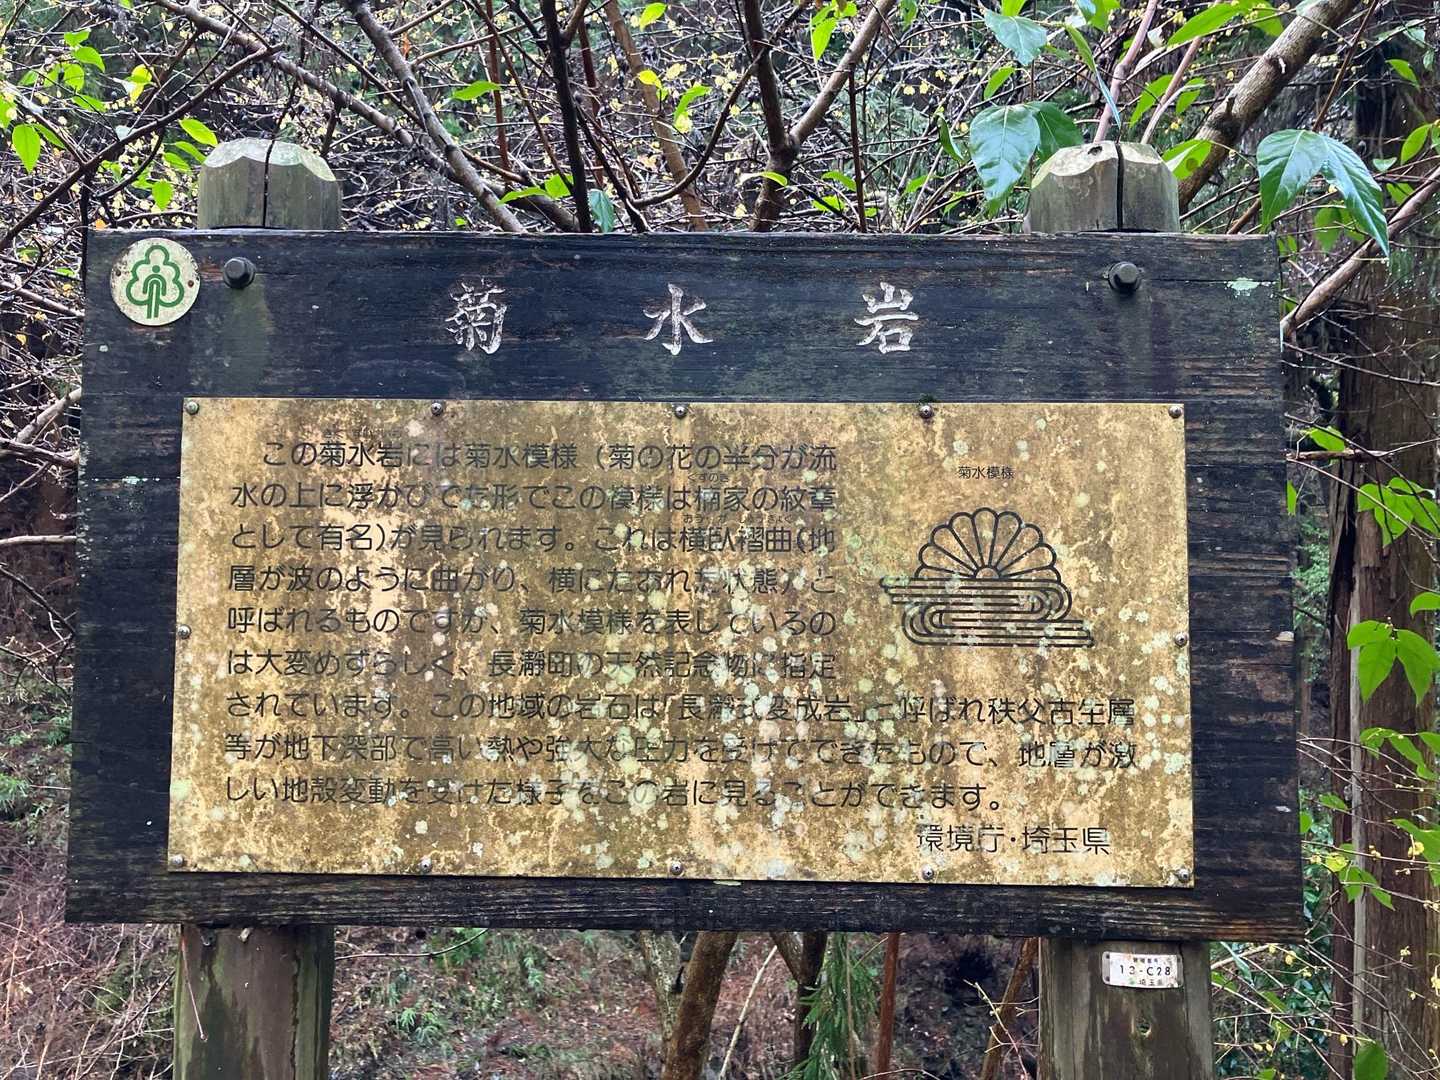 菊水岩
この菊水岩には菊水模様（菊の花の半分が流
菊水模様
くすのき
水の上に浮かびでた形でこの模様は楠家の紋章
として有名)が見られます。これは横臥褶曲(地
層が波のように曲がり、横にたおれた状態)と
呼ばれるものですが、菊水模様を表しているの
は大変めずらしく、長瀞町の天然記念物に指定
されています。この地域の岩石は「長瀞式変成岩」と呼ばれ秩父古生層
等が地下深部で高い熱や強大な圧力を受けてできたもので、地層が激
しい地殻変動を受けた様子をこの岩に見ることができます。
環境庁・埼玉県
13-C28
埼玉県